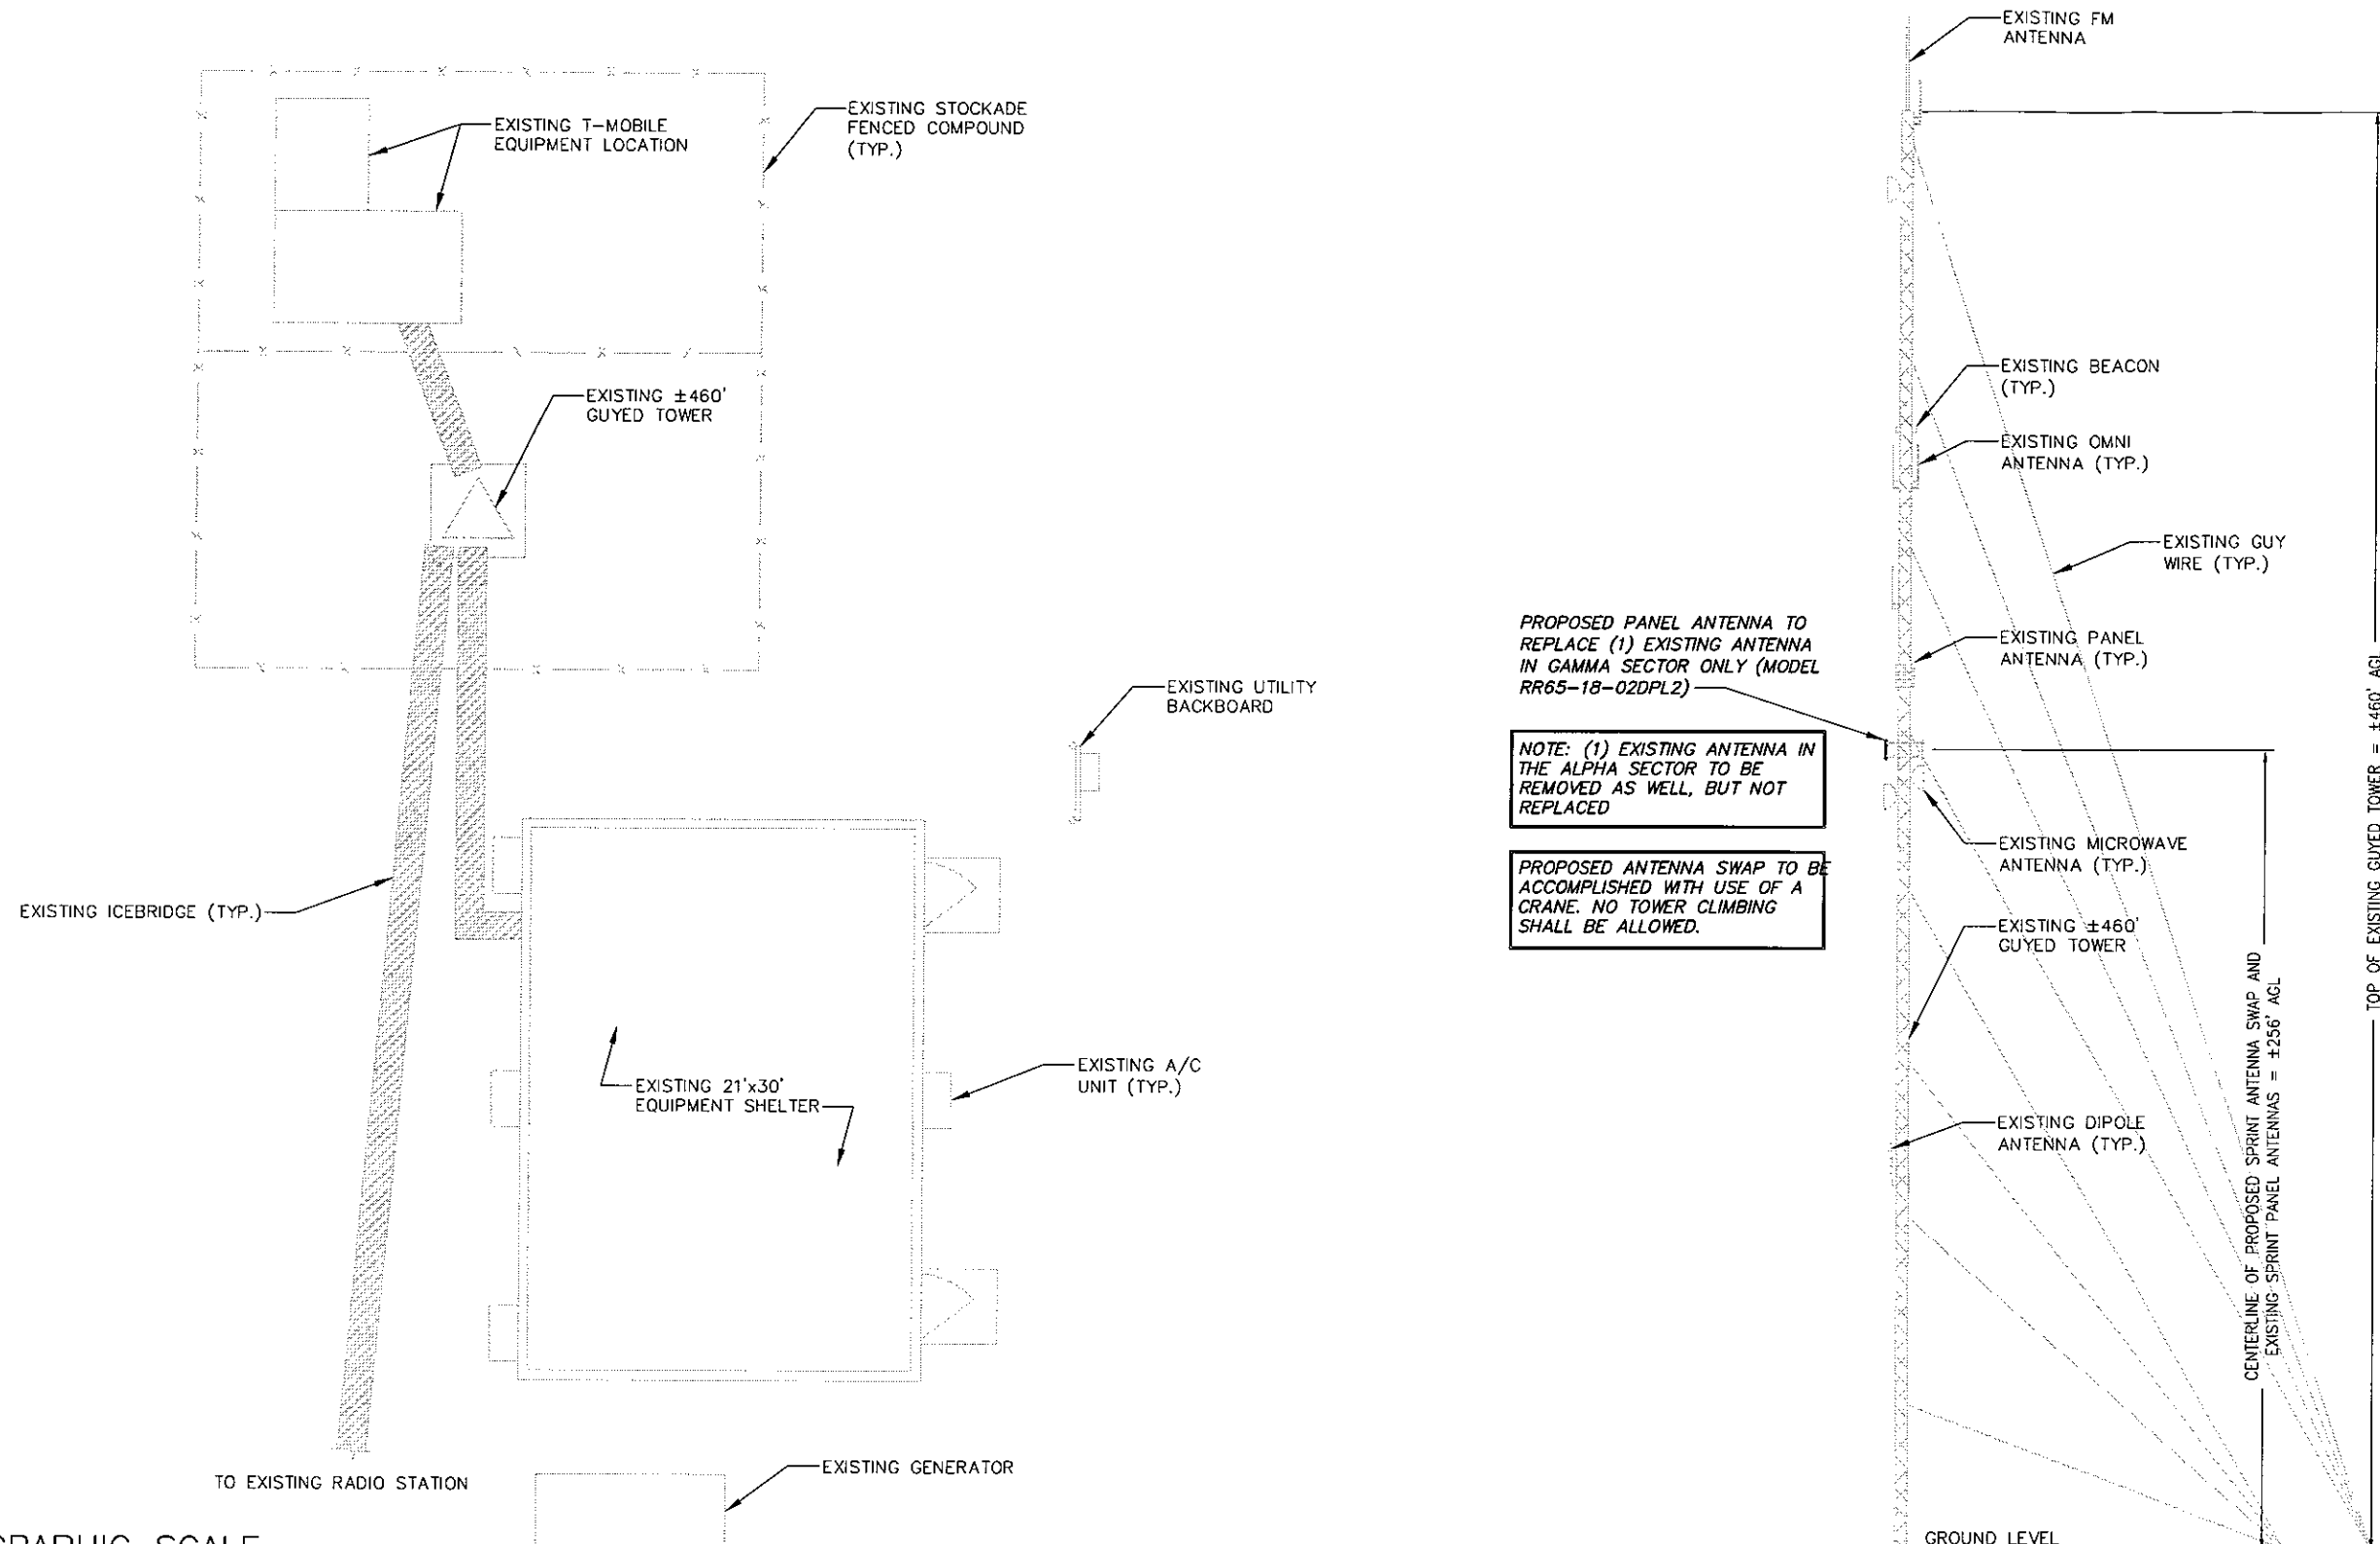 EXISTING T-MOBILE
EQUIPMENT LOCATION
EXISTING STOCKADE
FENCED COMPOUND
(TYP.)
EXISTING ±460'
GUYED TOWER
EXISTING UTILITY
BACKBOARD
EXISTING ICEBRIDGE (TYP.)
EXISTING 21'x30'
EQUIPMENT SHELTER
EXISTING A/C
UNIT (TYP.)
TO EXISTING RADIO STATION
EXISTING GENERATOR
GRAPHIC SCALE
EXISTING FM
ANTENNA
EXISTING BEACON
(TYP.)
EXISTING OMNI
ANTENNA (TYP.)
EXISTING GUY
WIRE (TYP.)
PROPOSED PANEL ANTENNA TO
REPLACE (1) EXISTING ANTENNA
IN GAMMA SECTOR ONLY (MODEL
RR65-18-02DPL2)
EXISTING PANEL
ANTENNA (TYP.)
NOTE: (1) EXISTING ANTENNA IN
THE ALPHA SECTOR TO BE
REMOVED AS WELL, BUT NOT
REPLACED
PROPOSED ANTENNA SWAP TO BE
ACCOMPLISHED WITH USE OF A
CRANE. NO TOWER CLIMBING
SHALL BE ALLOWED.
EXISTING MICROWAVE
ANTENNA (TYP.)
EXISTING ±460'
GUYED TOWER
EXISTING DIPOLE
ANTENNA (TYP.)
CENTERLINE OF PROPOSED SPRINT ANTENNA SWAP AND
EXISTING SPRINT PANEL ANTENNAS = ±256' AGL
TOP OF EXISTING GUYED TOWER = ±460' AGL
GROUND LEVEL